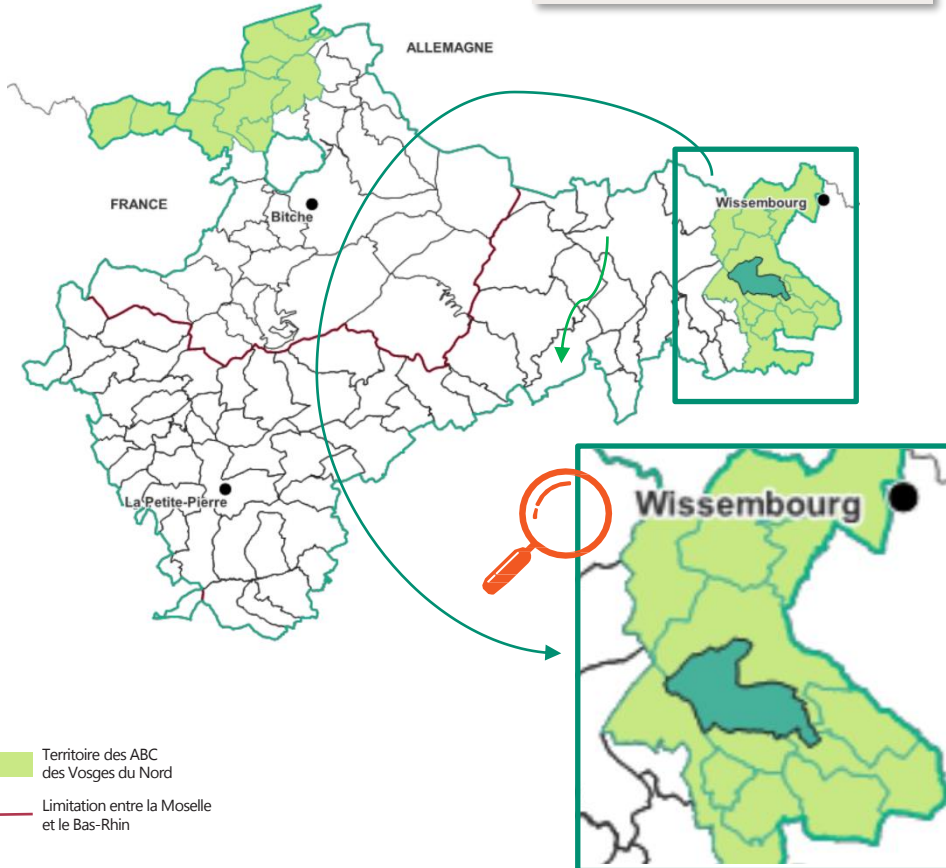 ALLEMAGNE
FRANCE
Bitche
Wissembourg
La Petite-Pierre
Wissembourg
Territoire des ABC
des Vosges du Nord
Limitation entre la Moselle
et le Bas-Rhin